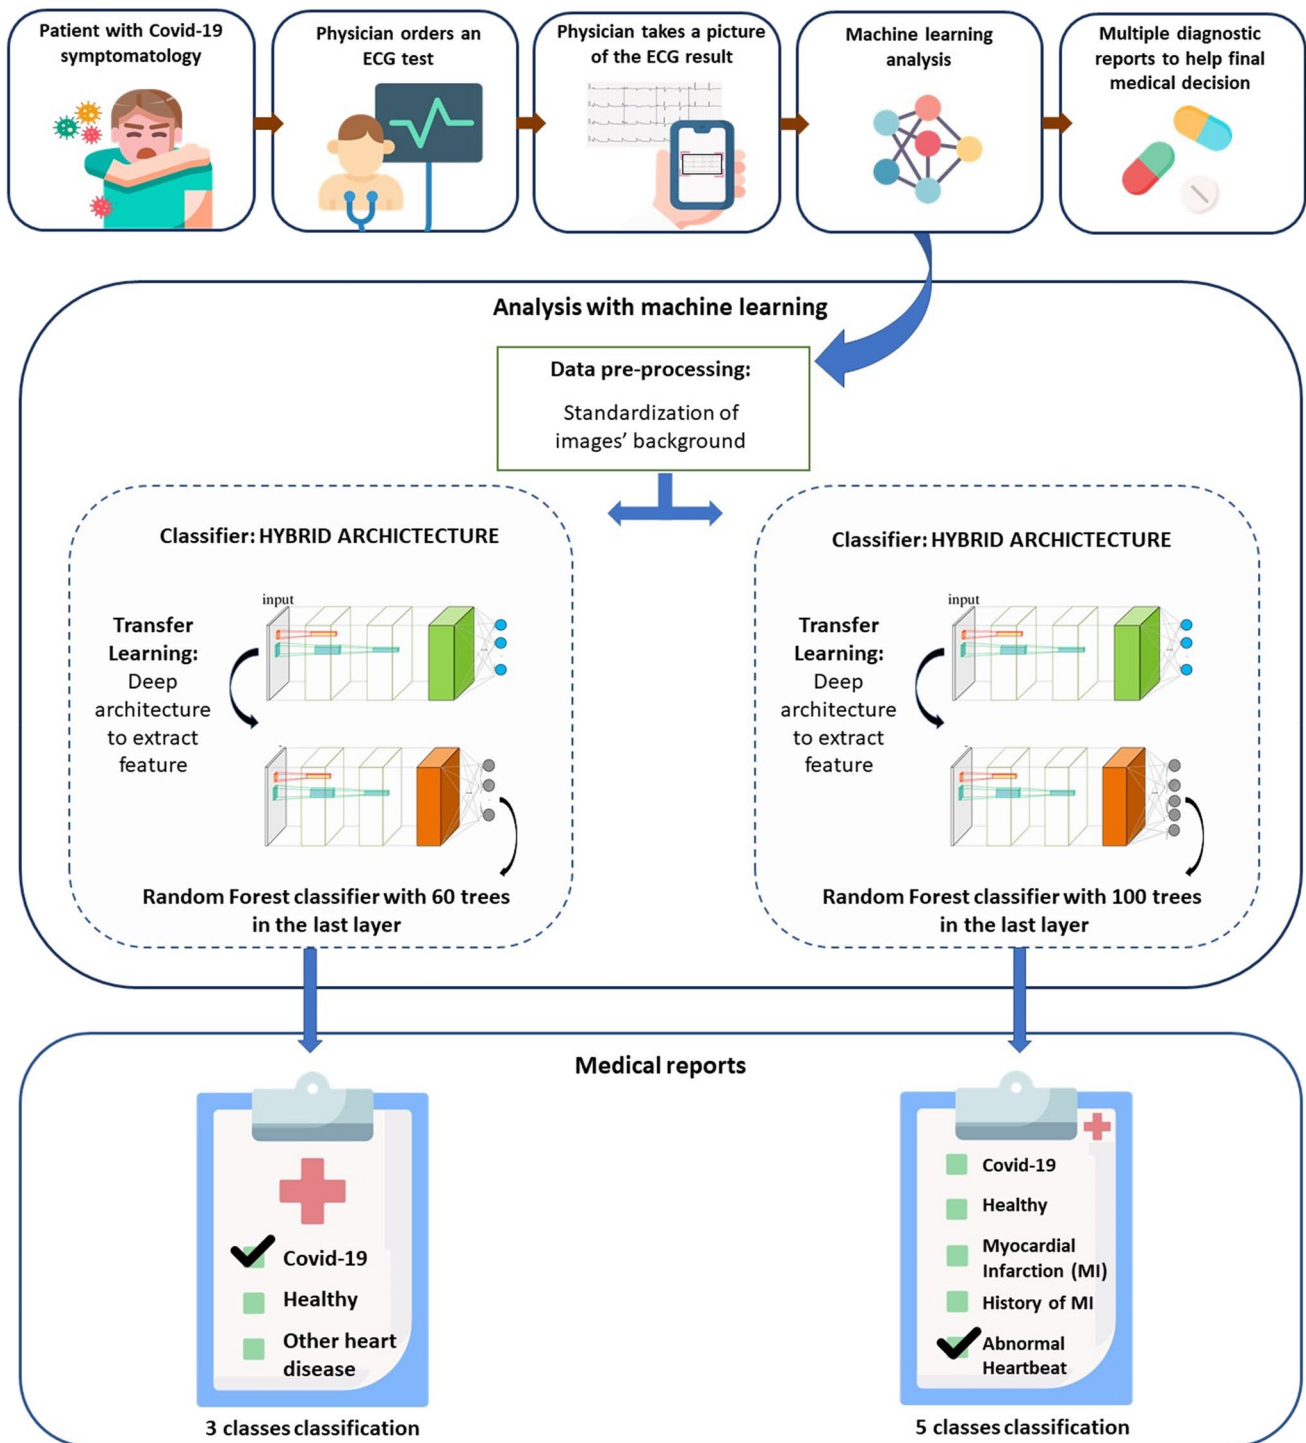 Patient with Covid-19
symptomatology
Physician orders an
ECG test
Physician takes a picture
of the ECG result
Machine learning
analysis
Multiple diagnostic
reports to help final
medical decision
Analysis with machine learning
Data pre-processing:
Standardization of
images' background
Classifier: HYBRID ARCHICTECTURE
input
Transfer
Learning:
Deep
architecture
to extract
feature
Random Forest classifier with 60 trees
in the last layer
Classifier: HYBRID ARCHICTECTURE
input
Transfer
Learning:
Deep
architecture
to extract
feature
Random Forest classifier with 100 trees
in the last layer
Medical reports
Covid-19
Healthy
Other heart
disease
3 classes classification
Covid-19
Healthy
Myocardial
Infarction (MI)
History of MI
Abnormal
Heartbeat
5 classes classification